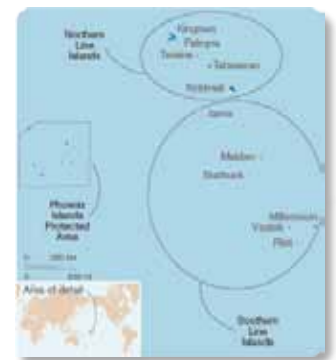 Northern
Line
Islands
Kingman
Palmyra
Teraina
Tabuaeran
Kiritimati
Jarvis
Malden
Starbuck
Phoenix
Islands
Protected
Area
Millennium
Vostok
Flint
Area of detail
Southern
Line
Islands